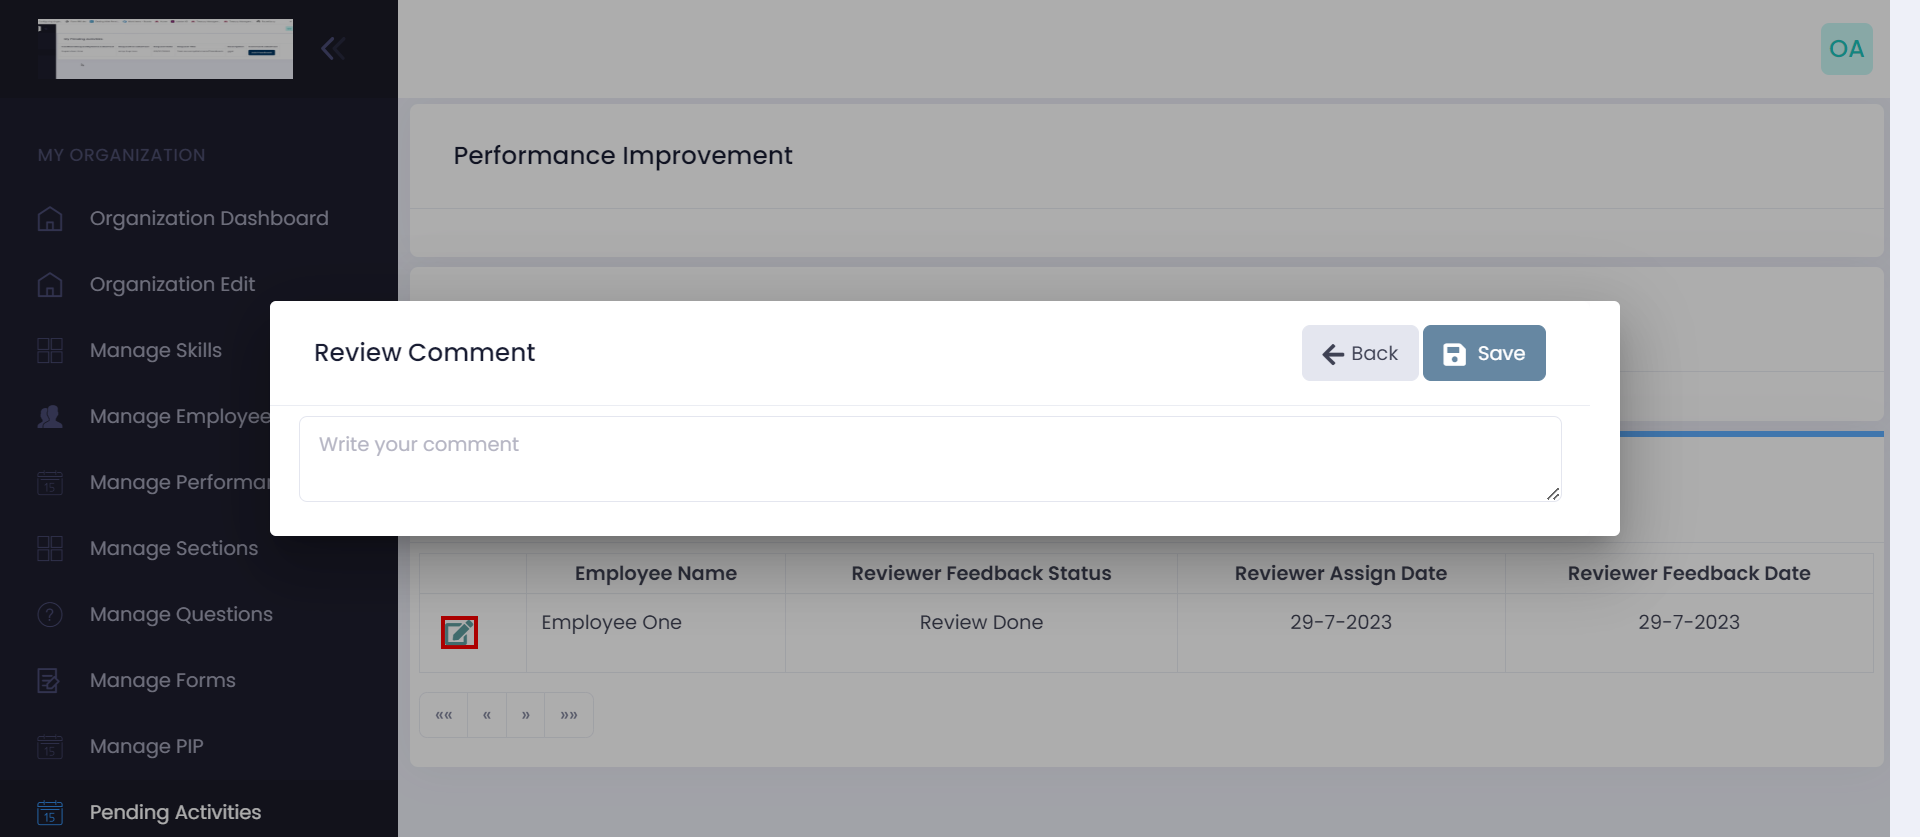 OA
MY ORGANIZATION
Organization Dashboard
Organization Edit
Manage Skills
Manage Employee
Manage Performa
Manage Sections
Manage Questions
Manage Forms
Manage PIP
Pending Activities
Performance Improvement
Review Comment
Back
Save
Write your comment
Employee Name Reviewer Feedback Status Reviewer Assign Date Reviewer Feedback Date
Employee One Review Done 29-7-2023 29-7-2023
«« « » »»